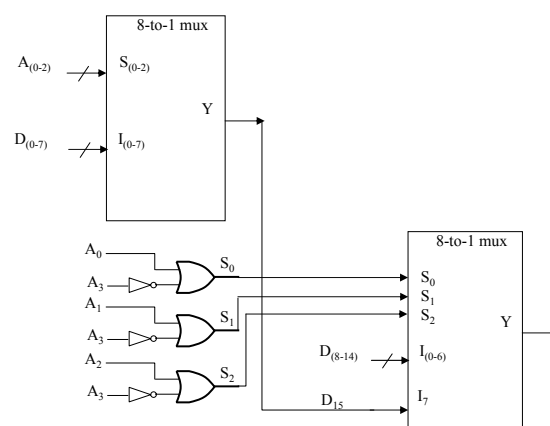 8-to-1 mux
A(0-2)
S(0-2)
Y
D(0-7)
I(0-7)
8-to-1 mux
A0
S0
A3
S0
A1
S1
A3
S1
S2
Y
A2
D(8-14)
I(0-6)
S2
A3
D15
I7